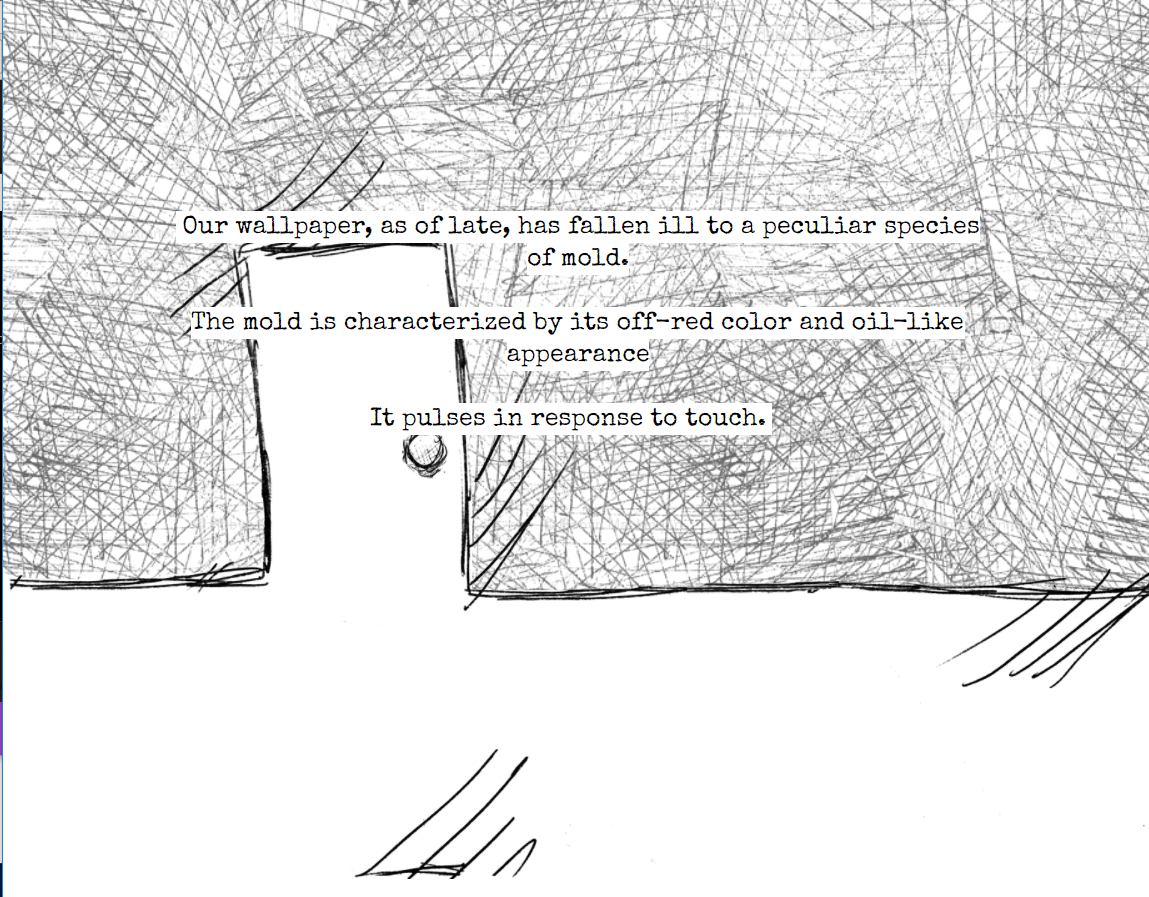 Our wallpaper, as of late, has fallen ill to a peculiar species
of mold.
The mold is characterized by its off-red color and oil-like
appearance
It pulses in response to touch.